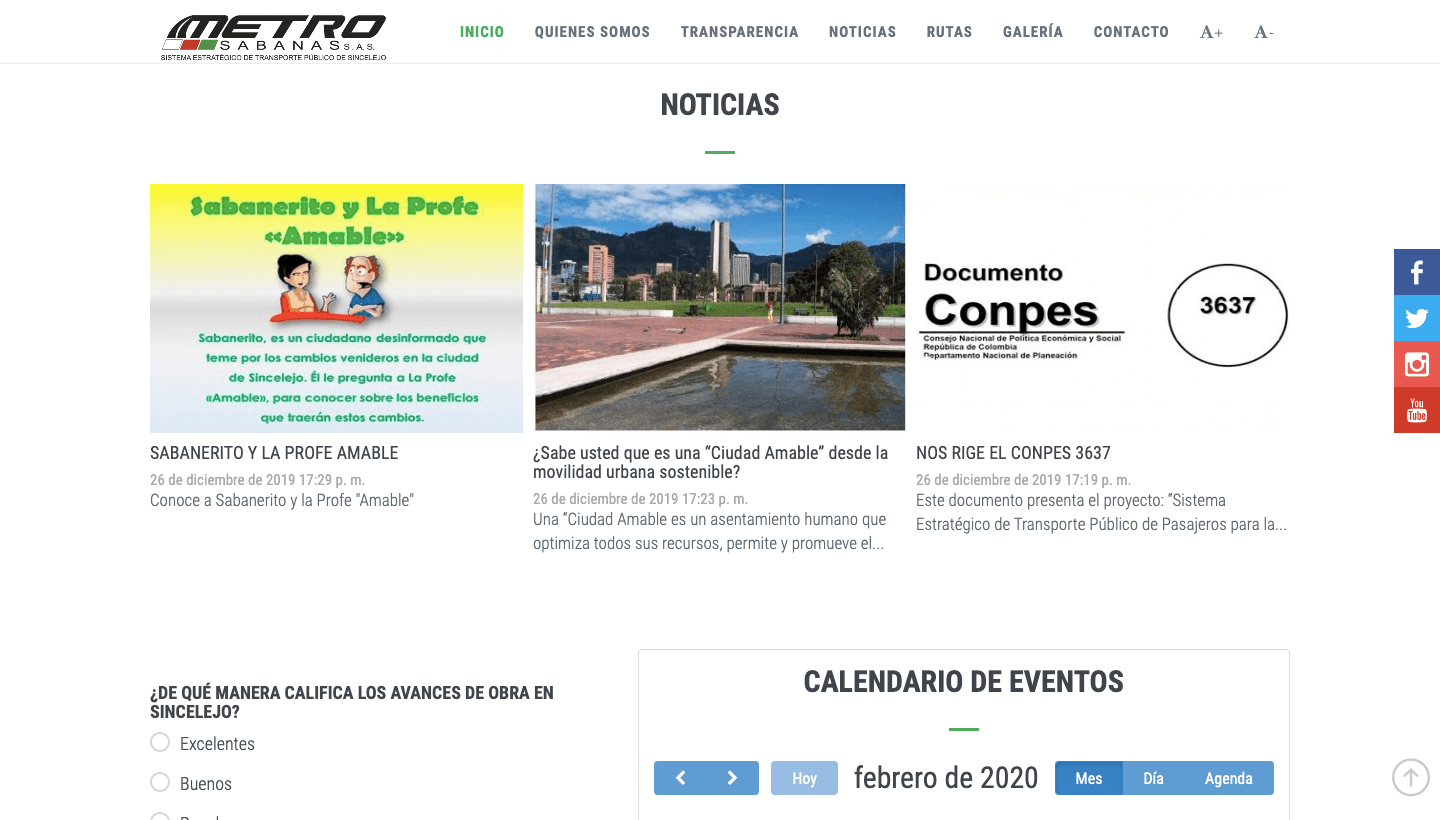 METRO
SABANAS S.A.S.
SISTEMA ESTRATÉGICO DE TRANSPORTE PÚBLICO DE SINCELEJO
INICIO QUIENES SOMOS TRANSPARENCIA NOTICIAS RUTAS GALERÍA CONTACTO A+ A-
NOTICIAS
Sabanerito y La Profe
«Amable»
Sabanerito, es un ciudadano desinformado que
teme por los cambios venideros en la ciudad
de Sincelejo. Él le pregunta a La Profe
«Amable», para conocer sobre los beneficios
que traerán estos cambios.
Documento
Conpes
3637
Consejo Nacional de Política Económica y Social
República de Colombia
Departamento Nacional de Planeación
SABANERITO Y LA PROFE AMABLE
26 de diciembre de 2019 17:29 p. m.
Conoce a Sabanerito y la Profe "Amable"
¿Sabe usted que es una “Ciudad Amable” desde la
movilidad urbana sostenible?
26 de diciembre de 2019 17:23 p. m.
Una “Ciudad Amable es un asentamiento humano que
optimiza todos sus recursos, permite y promueve el...
NOS RIGE EL CONPES 3637
26 de diciembre de 2019 17:19 p. m.
Este documento presenta el proyecto: “Sistema
Estratégico de Transporte Público de Pasajeros para la...
You
Tube
¿DE QUÉ MANERA CALIFICA LOS AVANCES DE OBRA EN
SINCELEJO?
Excelentes
Buenos
CALENDARIO DE EVENTOS
Hoy febrero de 2020 Mes Día Agenda